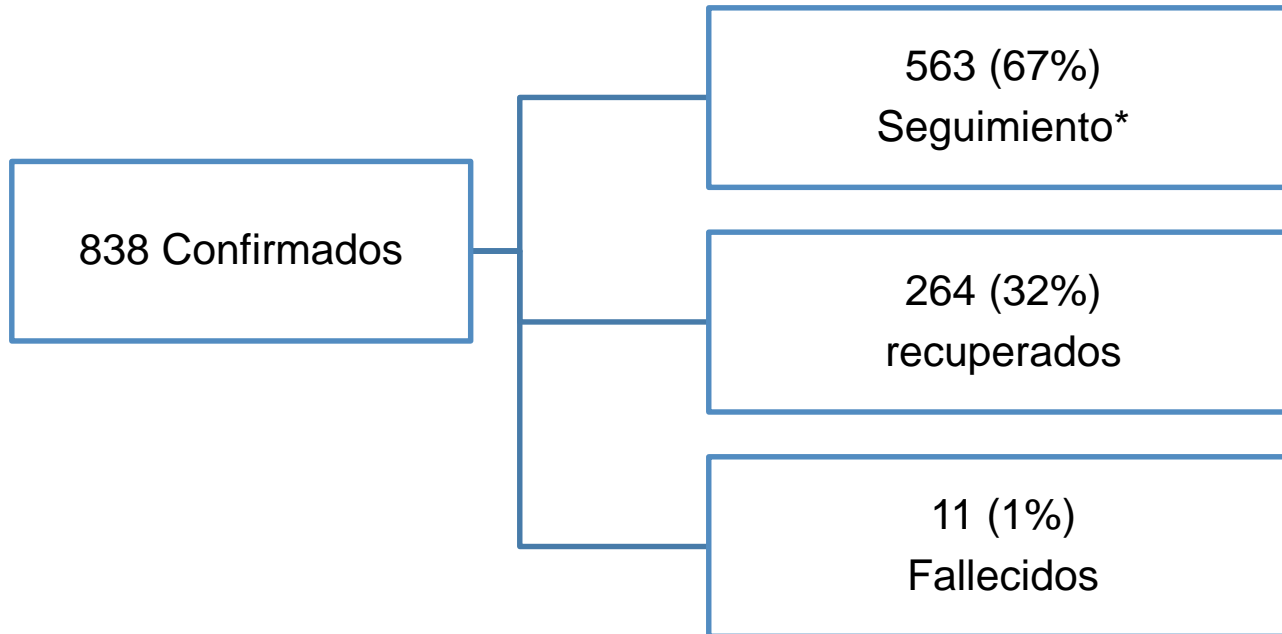 838 Confirmados
563 (67%)
Seguimiento*
264 (32%)
recuperados
11 (1%)
Fallecidos